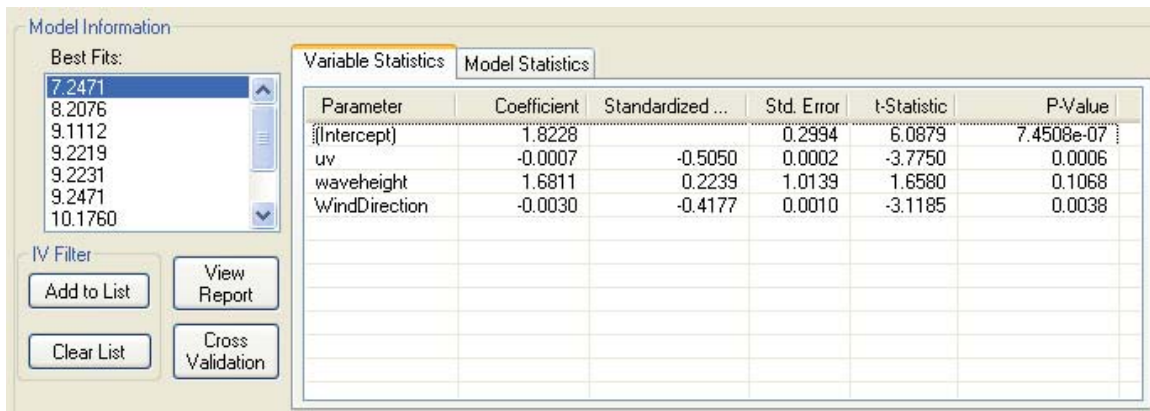 Model Information
Best Fits:
7.2471
8.2076
9.1112
9.2219
9.2231
9.2471
10.1760
IV Filter
Add to List
Clear List
View
Report
Cross
Validation
Variable Statistics Model Statistics
Parameter Coefficient Standardized ... Std. Error t-Statistic P-Value
(Intercept) 1.8228 0.2994 6.0879 7.4508e-07
uv -0.0007 -0.5050 0.0002 -3.7750 0.0006
waveheight 1.6811 0.2239 1.0139 1.6580 0.1068
WindDirection -0.0030 -0.4177 0.0010 -3.1185 0.0038